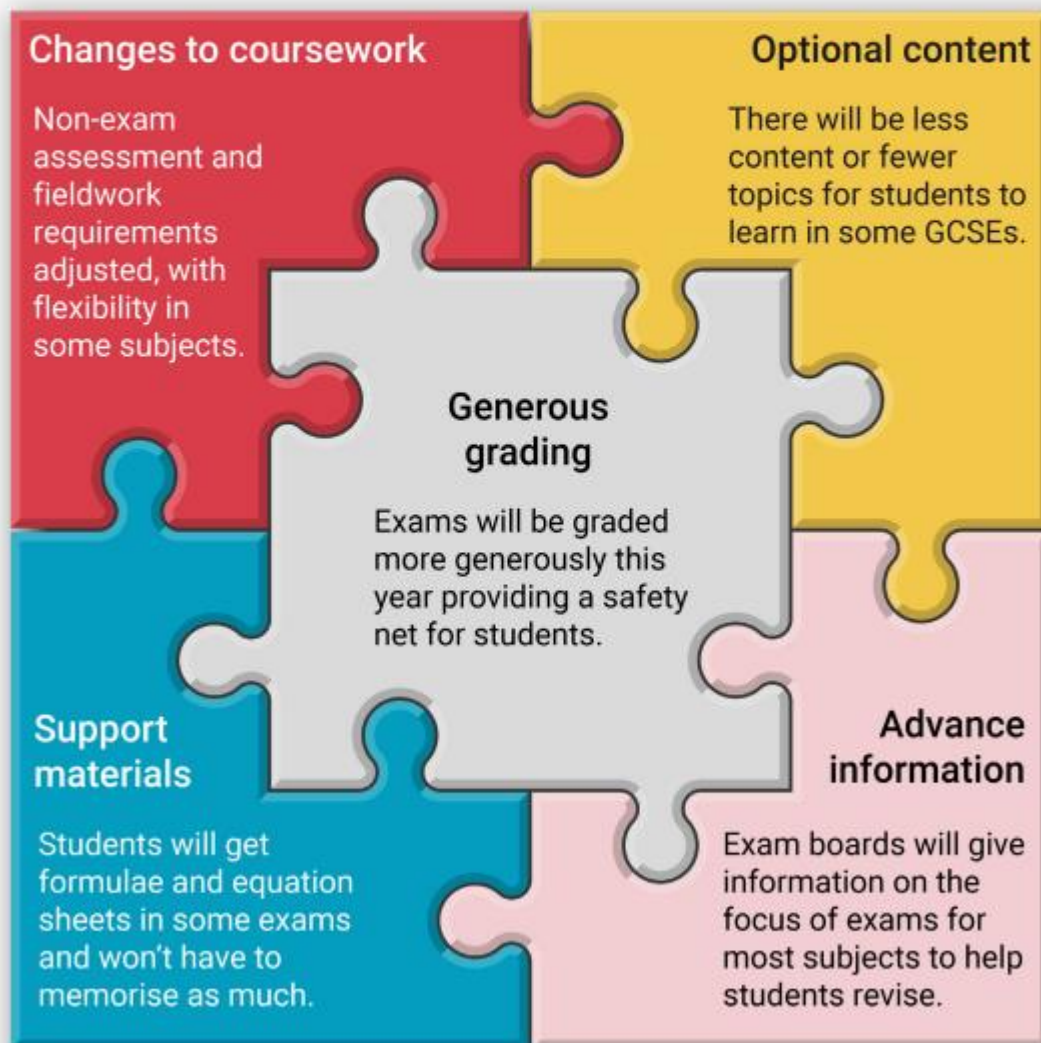 Changes to coursework
Non-exam
assessment and
fieldwork
requirements
adjusted, with
flexibility in
some subjects.
Optional content
There will be less
content or fewer
topics for students to
learn in some GCSEs.
Generous
grading
Exams will be graded
more generously this
year providing a safety
net for students.
Support
materials
Students will get
formulae and equation
sheets in some exams
and won't have to
memorise as much.
Advance
information
Exam boards will give
information on the
focus of exams for
most subjects to help
students revise.